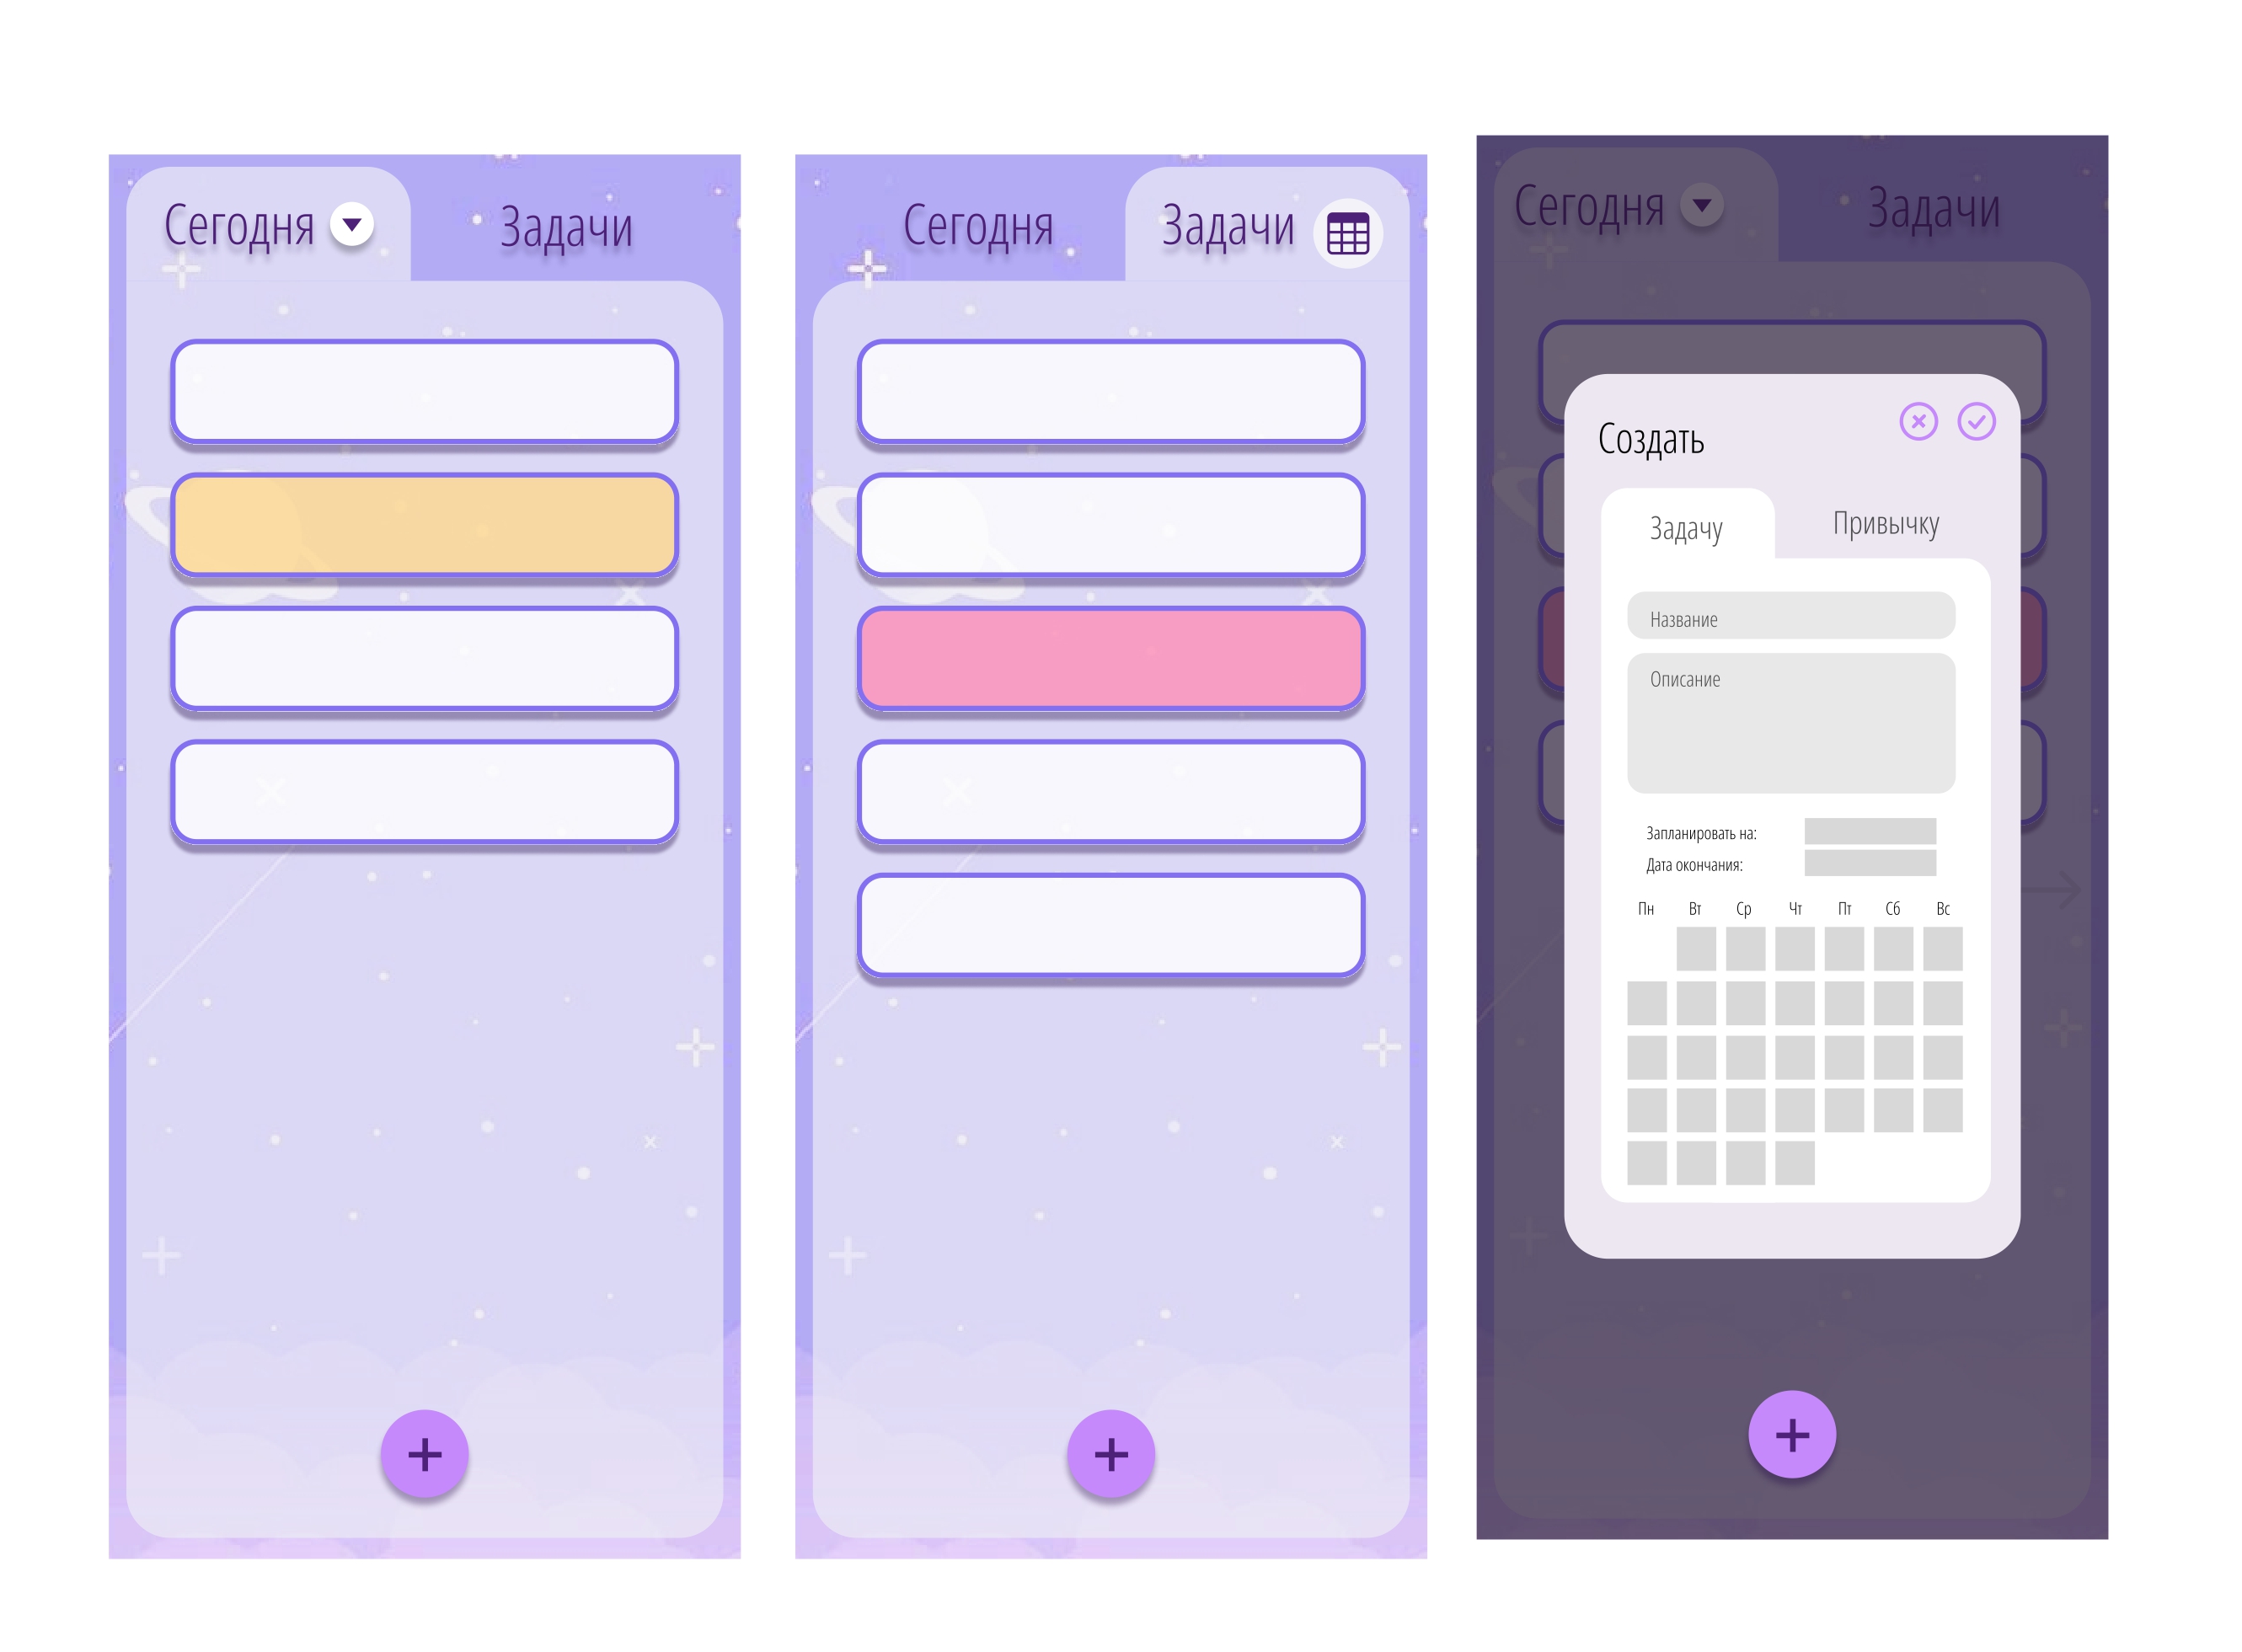 Сегодня
Задачи
Сегодня
Задачи
Сегодня
Задачи
Создать
Задачу
Привычку
Название
Описание
Запланировать на:
Дата окончания:
Пн Вт Ср Чт Пт Сб Вс